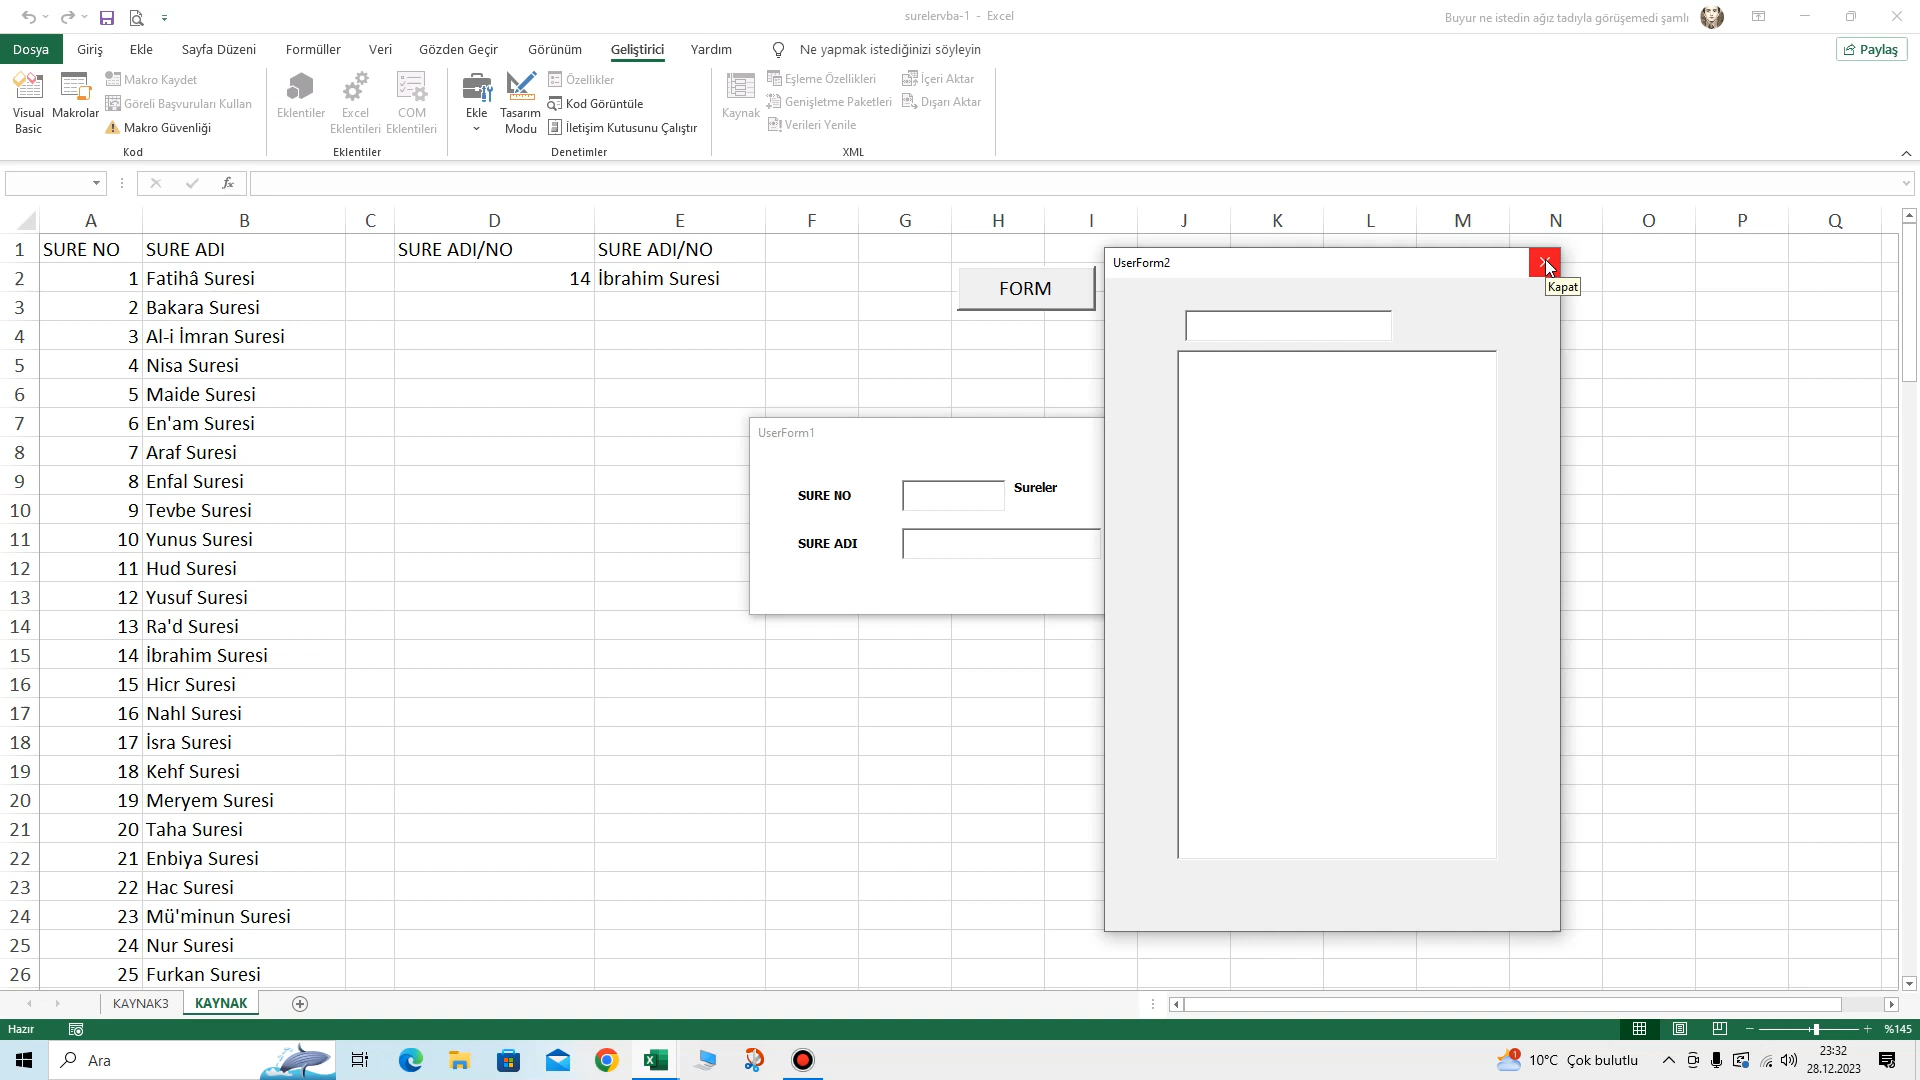 surelervba-1 - Excel
Buyur ne istedin ağız tadıyla görüşemedi şamlı
Dosya Giriş Ekle Sayfa Düzeni Formüller Veri Gözden Geçir Görünüm Geliştirici Yardım Ne yapmak istediğinizi söyleyin
Paylaş
Visual Basic
Makrolar
Makro Kaydet
Göreli Başvuruları Kullan
Makro Güvenliği
Kod
Eklentiler
Excel Eklentileri
COM Eklentileri
Eklentiler
Ekle
Tasarım Modu
Özellikler
Kod Görüntüle
İletişim Kutusunu Çalıştır
Denetimler
Kaynak
Eşleme Özellikleri
Genişletme Paketleri
Verileri Yenile
İçeri Aktar
Dışarı Aktar
XML
fx
A B C D E F G H I J K L M N O P Q
1 SURE NO SURE ADI SURE ADI/NO SURE ADI/NO
2 1 Fatihâ Suresi 14 İbrahim Suresi
3 2 Bakara Suresi
4 3 Al-i İmran Suresi
5 4 Nisa Suresi
6 5 Maide Suresi
7 6 En'am Suresi
8 7 Araf Suresi
9 8 Enfal Suresi
10 9 Tevbe Suresi
11 10 Yunus Suresi
12 11 Hud Suresi
13 12 Yusuf Suresi
14 13 Ra'd Suresi
15 14 İbrahim Suresi
16 15 Hicr Suresi
17 16 Nahl Suresi
18 17 İsra Suresi
19 18 Kehf Suresi
20 19 Meryem Suresi
21 20 Taha Suresi
22 21 Enbiya Suresi
23 22 Hac Suresi
24 23 Mü'minun Suresi
25 24 Nur Suresi
26 25 Furkan Suresi
FORM
UserForm2
Kapat
UserForm1
SURE NO
Sureler
SURE ADI
KAYNAK3 KAYNAK
Hazır
%145
Ara
1
10°C Çok bulutlu
23:32
28.12.2023